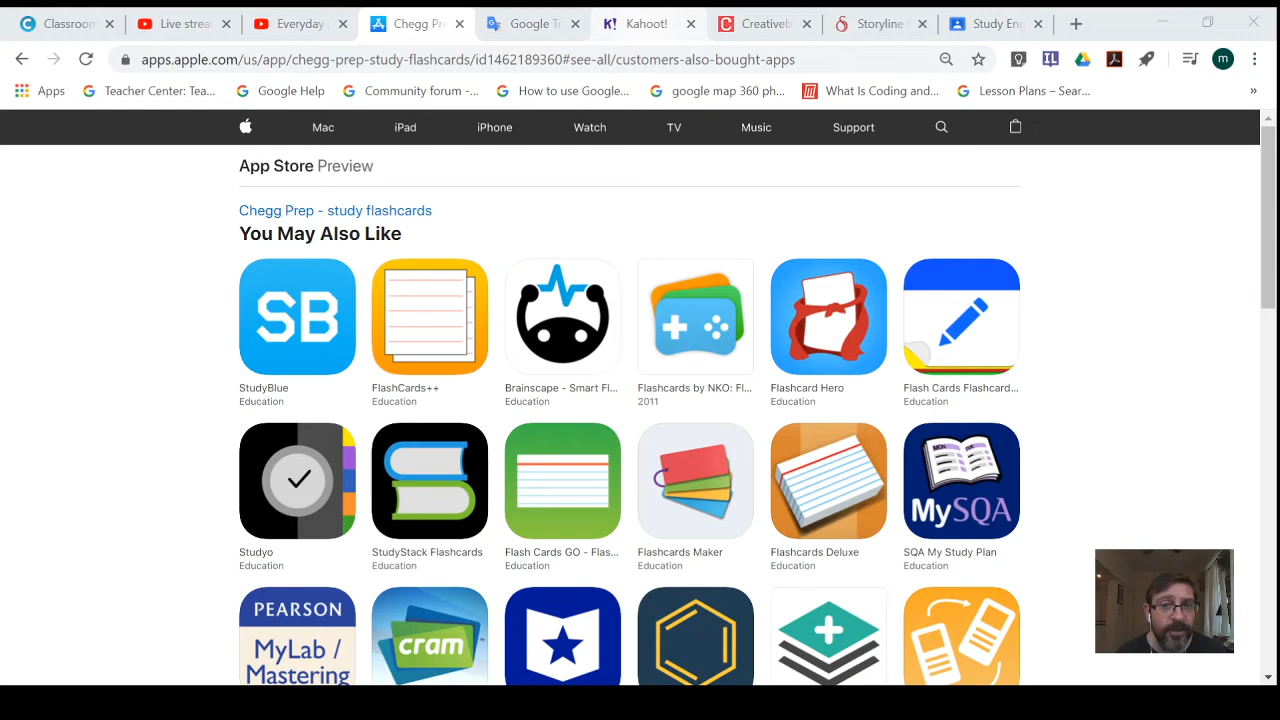 Classroom
Live strea
Everyday
Chegg Pre
Google Tr
Kahoot!
Creativeb
Storyline
Study Eng
apps.apple.com/us/app/chegg-prep-study-flashcards/id1462189360#see-all/customers-also-bought-apps
m
Apps
Teacher Center: Tea...
Google Help
Community forum -...
How to use Google...
google map 360 ph...
What Is Coding and...
Lesson Plans – Sear...
»
Mac
iPad
iPhone
Watch
TV
Music
Support
App Store Preview
Chegg Prep - study flashcards
You May Also Like
SB
StudyBlue
Education
FlashCards++
Education
Brainscape - Smart Fl...
Education
Flashcards by NKO: Fl...
2011
Flashcard Hero
Education
Flash Cards Flashcard...
Education
MySQA
Studyo
Education
StudyStack Flashcards
Education
Flash Cards GO - Flas...
Education
Flashcards Maker
Education
Flashcards Deluxe
Education
SQA My Study Plan
Education
PEARSON
MyLab /
Mastering
cram